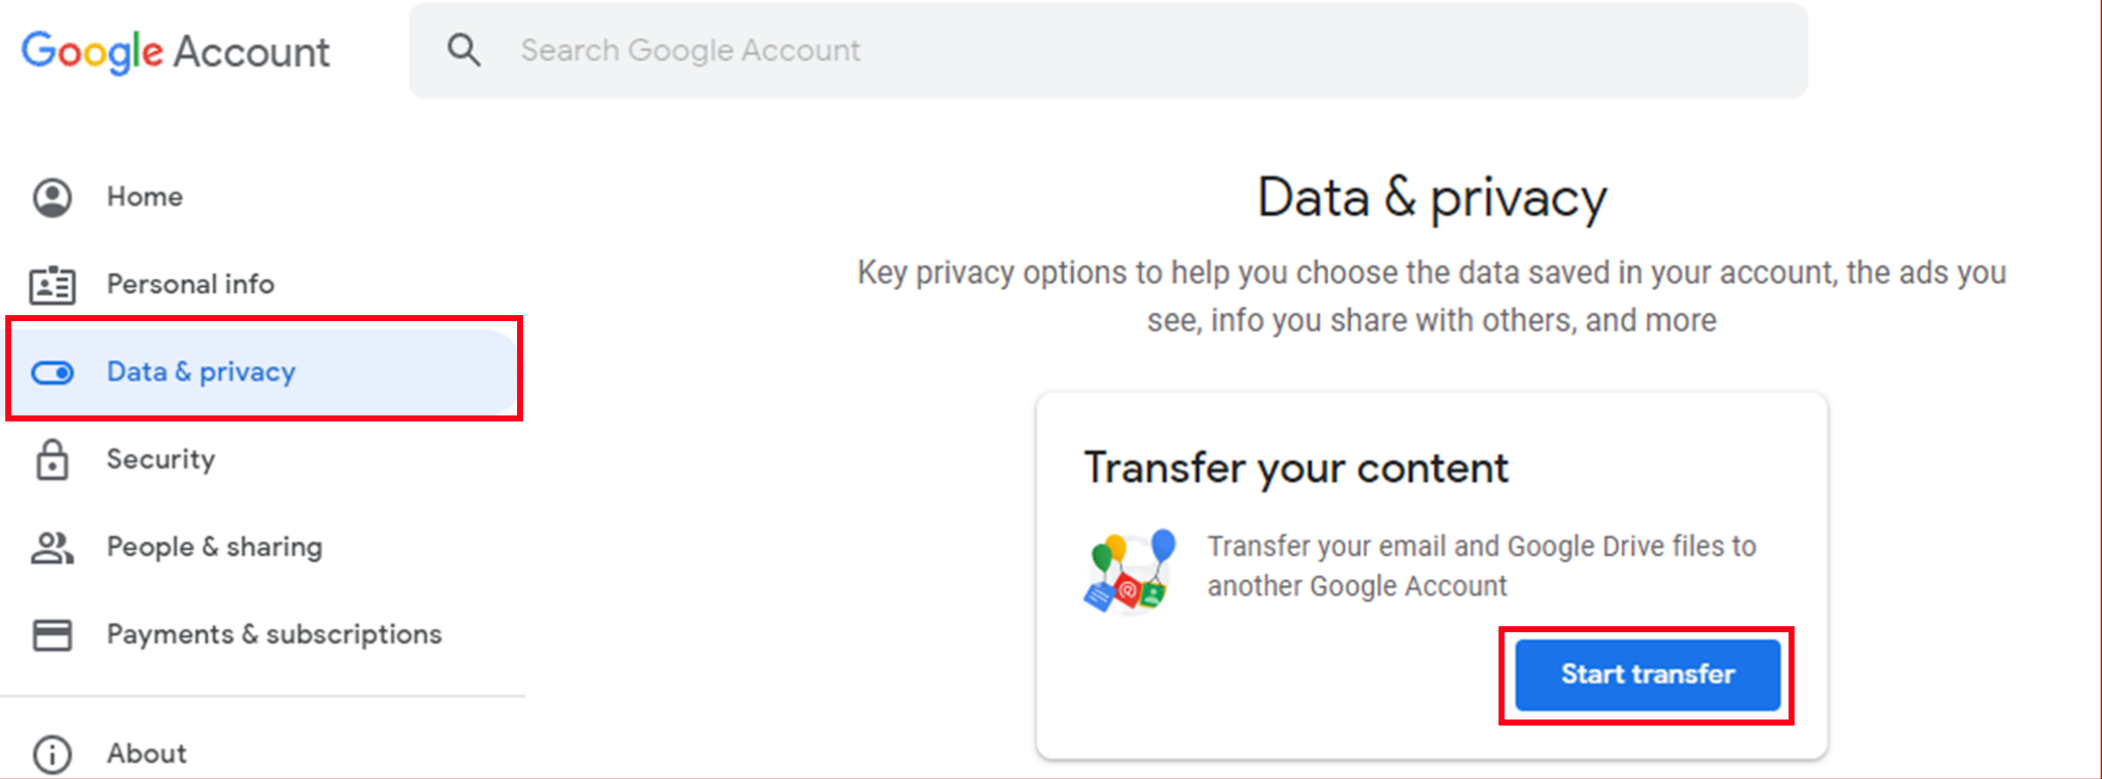 Google Account
Search Google Account
Home
Personal info
Data & privacy
Security
People & sharing
Payments & subscriptions
About
Data & privacy
Key privacy options to help you choose the data saved in your account, the ads you
see, info you share with others, and more
Transfer your content
Transfer your email and Google Drive files to
another Google Account
Start transfer